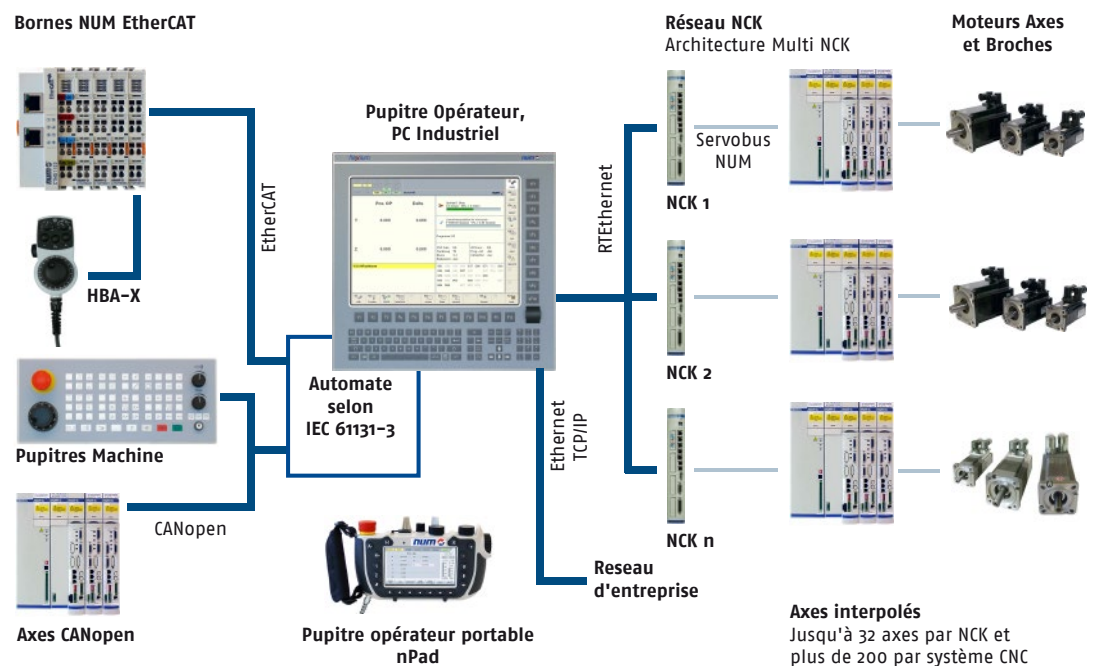 Bornes NUM EtherCAT
Réseau NCK
Architecture Multi NCK
Moteurs Axes
et Broches
Pupitre Opérateur,
PC Industriel
EtherCAT
HBA-X
RTEthernet
Servobus
NUM
NCK 1
NCK 2
NCK n
Automate
selon
IEC 61131-3
Pupitres Machine
CANopen
Axes CANopen
Ethernet
TCP/IP
num
Reseau
d'entreprise
Pupitre opérateur portable
nPad
Axes interpolés
Jusqu'à 32 axes par NCK et
plus de 200 par système CNC